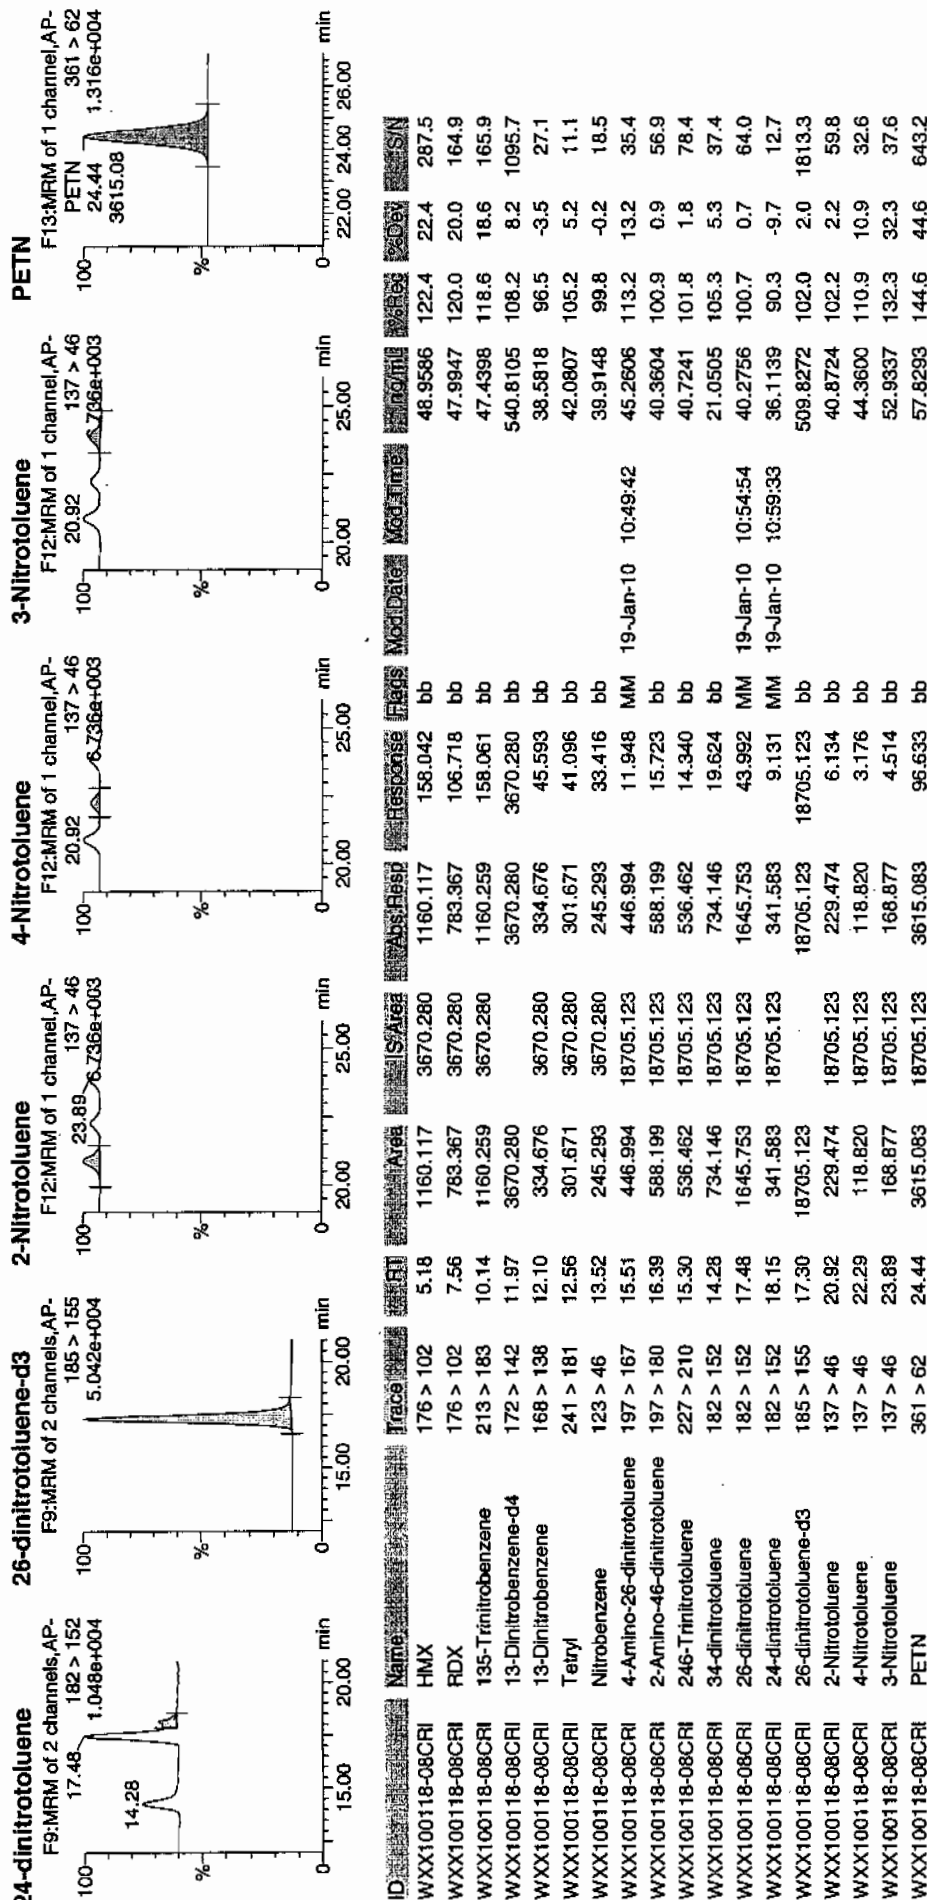 24-dinitrotoluene
F9:MRM of 2 channels,AP-
17.48 182 > 152
1.048e+004
14.28
100
%
0
15.00 20.00 min
26-dinitrotoluene-d3
F9:MRM of 2 channels,AP-
185 > 155
5.042e+004
100
%
0
15.00 20.00 min
2-Nitrotoluene
F12:MRM of 1 channel,AP-
137 > 46
23.89 6.736e+003
100
%
0
20.00 25.00 min
4-Nitrotoluene
F12:MRM of 1 channel,AP-
137 > 46
20.92 6.736e+003
100
%
0
20.00 25.00 min
3-Nitrotoluene
F12:MRM of 1 channel,AP-
137 > 46
20.92 .736e+003
100
%
0
20.00 25.00 min
PETN
F13:MRM of 1 channel,AP-
PETN 361 > 62
24.44 1.316e+004
3615.08
100
%
0
22.00 24.00 26.00 min
ID Name Trace RT Area IS Area Abs.Resp Response Flags Mod.Date Mod.Time ng/mL %Rec %Dev S/N
WXX100118-08CRI HMX 176 > 102 5.18 1160.117 3670.280 1160.117 158.042 bb 48.9586 122.4 22.4 287.5
WXX100118-08CRI RDX 176 > 102 7.56 783.367 3670.280 783.367 106.718 bb 47.9947 120.0 20.0 164.9
WXX100118-08CRI 135-Trinitrobenzene 213 > 183 10.14 1160.259 3670.280 1160.259 158.061 bb 47.4398 118.6 18.6 165.9
WXX100118-08CRI 13-Dinitrobenzene-d4 172 > 142 11.97 3670.280 3670.280 3670.280 bb 540.8105 108.2 8.2 1095.7
WXX100118-08CRI 13-Dinitrobenzene 168 > 138 12.10 334.676 3670.280 334.676 45.593 bb 38.5818 96.5 -3.5 27.1
WXX100118-08CRI Tetryl 241 > 181 12.56 301.671 3670.280 301.671 41.096 bb 42.0807 105.2 5.2 11.1
WXX100118-08CRI Nitrobenzene 123 > 46 13.52 245.293 3670.280 245.293 33.416 bb 39.9148 99.8 -0.2 18.5
WXX100118-08CRI 4-Amino-26-dinitrotoluene 197 > 167 15.51 446.994 18705.123 446.994 11.948 MM 19-Jan-10 10:49:42 45.2606 113.2 13.2 35.4
WXX100118-08CRI 2-Amino-46-dinitrotoluene 197 > 180 16.39 588.199 18705.123 588.199 15.723 bb 40.3604 100.9 0.9 56.9
WXX100118-08CRI 246-Trinitrotoluene 227 > 210 15.30 536.462 18705.123 536.462 14.340 bb 40.7241 101.8 1.8 78.4
WXX100118-08CRI 34-dinitrotoluene 182 > 152 14.28 734.146 18705.123 734.146 19.624 bb 21.0505 105.3 5.3 37.4
WXX100118-08CRI 26-dinitrotoluene 182 > 152 17.48 1645.753 18705.123 1645.753 43.992 MM 19-Jan-10 10:54:54 40.2756 100.7 0.7 64.0
WXX100118-08CRI 24-dinitrotoluene 182 > 152 18.15 341.583 18705.123 341.583 9.131 MM 19-Jan-10 10:59:33 36.1139 90.3 -9.7 12.7
WXX100118-08CRI 26-dinitrotoluene-d3 185 > 155 17.30 18705.123 18705.123 18705.123 bb 509.8272 102.0 2.0 1813.3
WXX100118-08CRI 2-Nitrotoluene 137 > 46 20.92 229.474 18705.123 229.474 6.134 bb 40.8724 102.2 2.2 59.8
WXX100118-08CRI 4-Nitrotoluene 137 > 46 22.29 118.820 18705.123 118.820 3.176 bb 44.3600 110.9 10.9 32.6
WXX100118-08CRI 3-Nitrotoluene 137 > 46 23.89 168.877 18705.123 168.877 4.514 bb 52.9337 132.3 32.3 37.6
WXX100118-08CRI PETN 361 > 62 24.44 3615.083 18705.123 3615.083 96.633 bb 57.8293 144.6 44.6 643.2